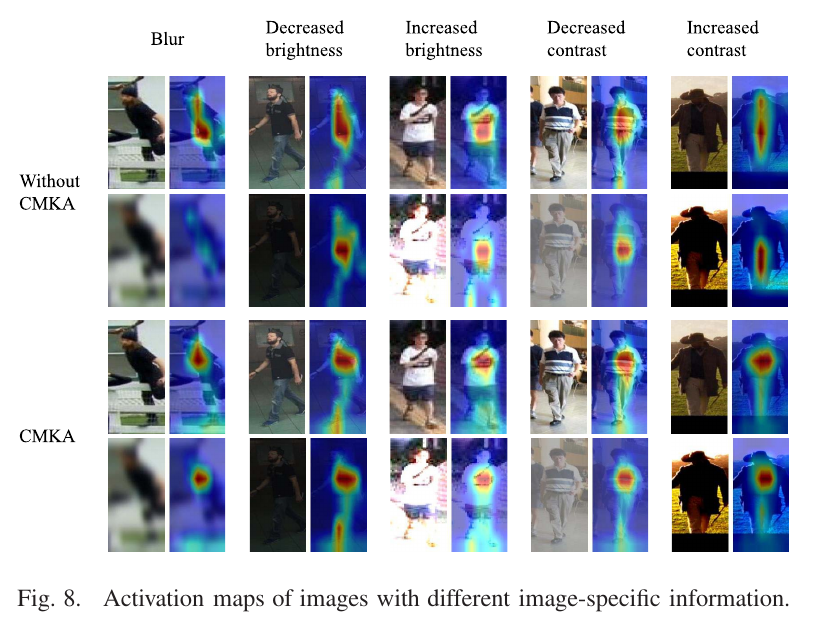 Blur
Decreased
brightness
Increased
brightness
Decreased
contrast
Increased
contrast
Without
CMKA
CMKA
Fig. 8. Activation maps of images with different image-specific information.